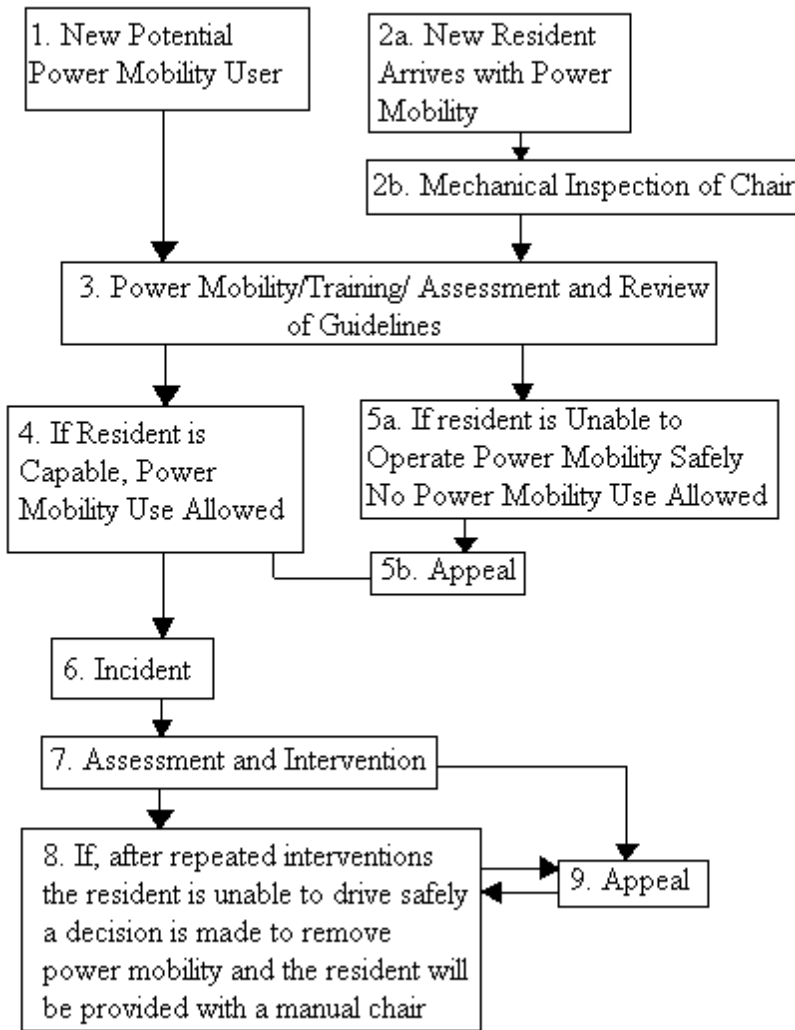 1. New Potential
Power Mobility User
2a. New Resident
Arrives with Power
Mobility
2b. Mechanical Inspection of Chair
3. Power Mobility/Training/ Assessment and Review
of Guidelines
4. If Resident is
Capable, Power
Mobility Use Allowed
5a. If resident is Unable to
Operate Power Mobility Safely
No Power Mobility Use Allowed
5b. Appeal
6. Incident
7. Assessment and Intervention
8. If, after repeated interventions
the resident is unable to drive safely
a decision is made to remove
power mobility and the resident will
be provided with a manual chair
9. Appeal